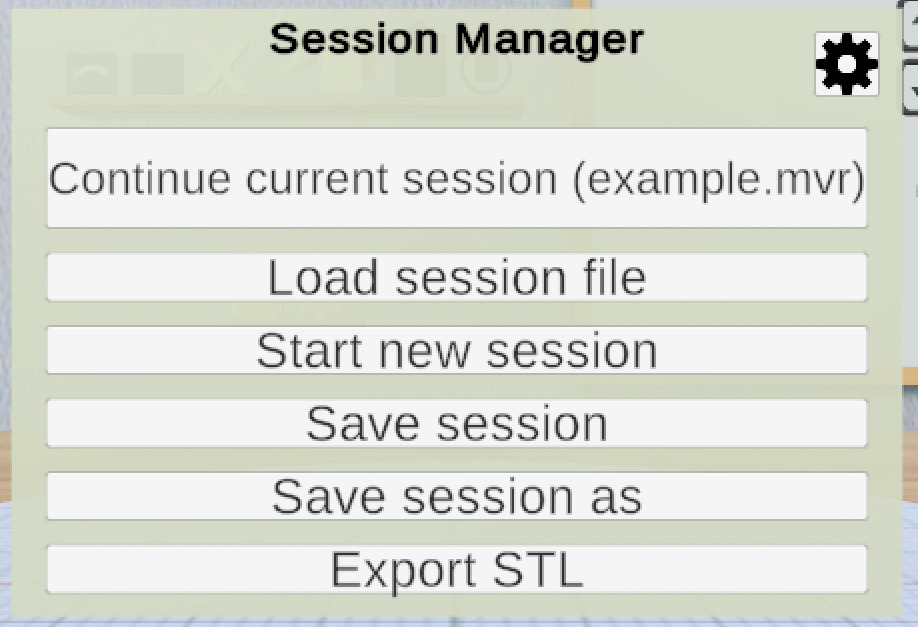 Session Manager
Continue current session (example.mvr)
Load session file
Start new session
Save session
Save session as
Export STL